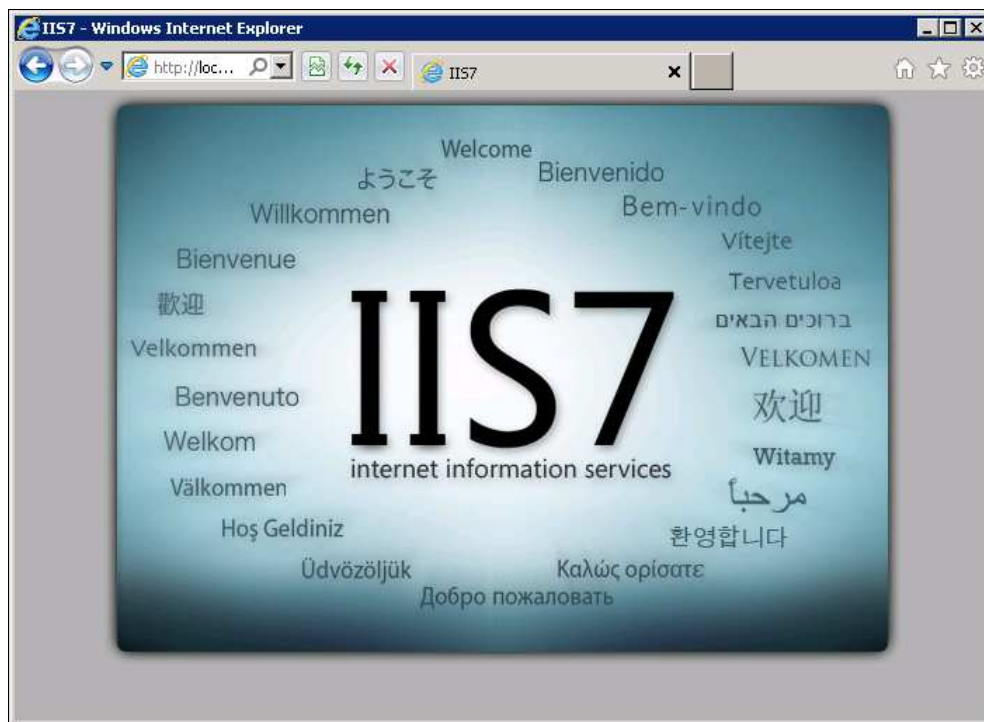 IIS7 - Windows Internet Explorer
http://loc...
IIS7
Welcome
ようこそ
Bienvenido
Willkommen
Bem-vindo
Vítejte
Bienvenue
Tervetuloa
歡迎
ברוכים הבאים
Velkommen
VELKOMEN
IIS7
Benvenuto
欢迎
Welkom
Witamy
internet information services
Välkommen
مرحباً
Hoş Geldiniz
환영합니다
Üdvözöljük
Καλώς ορίσατε
Добро пожаловать